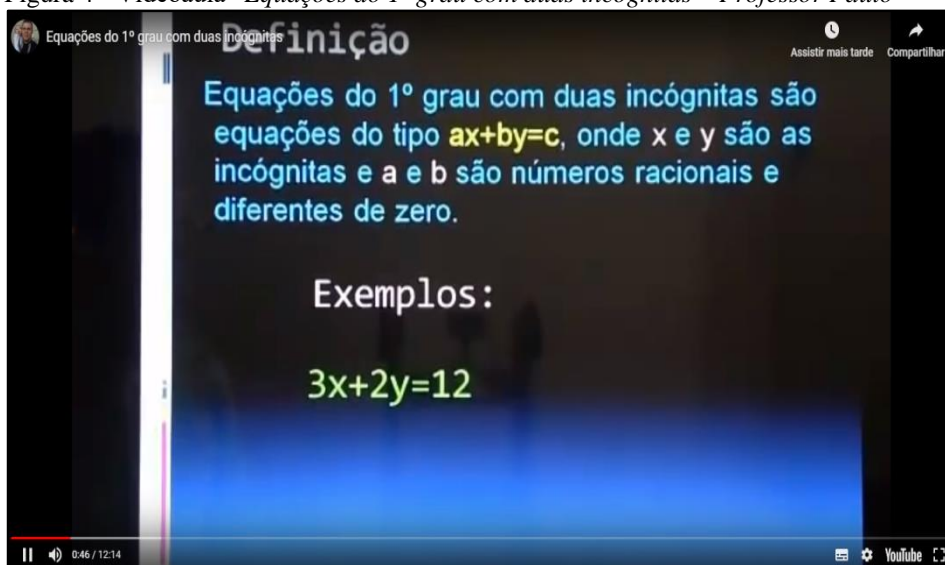 Figura 4 - Videoaula "Equações do 1º grau com duas incógnitas – Professor Paulo"
Equações do 1º grau com duas incógnitas
Definição
Assistir mais tarde
Compartilhar
Equações do 1º grau com duas incógnitas são
equações do tipo ax+by=c, onde x e y são as
incógnitas e a e b são números racionais e
diferentes de zero.
Exemplos:
3x+2y=12
0:46 / 12:14
YouTube